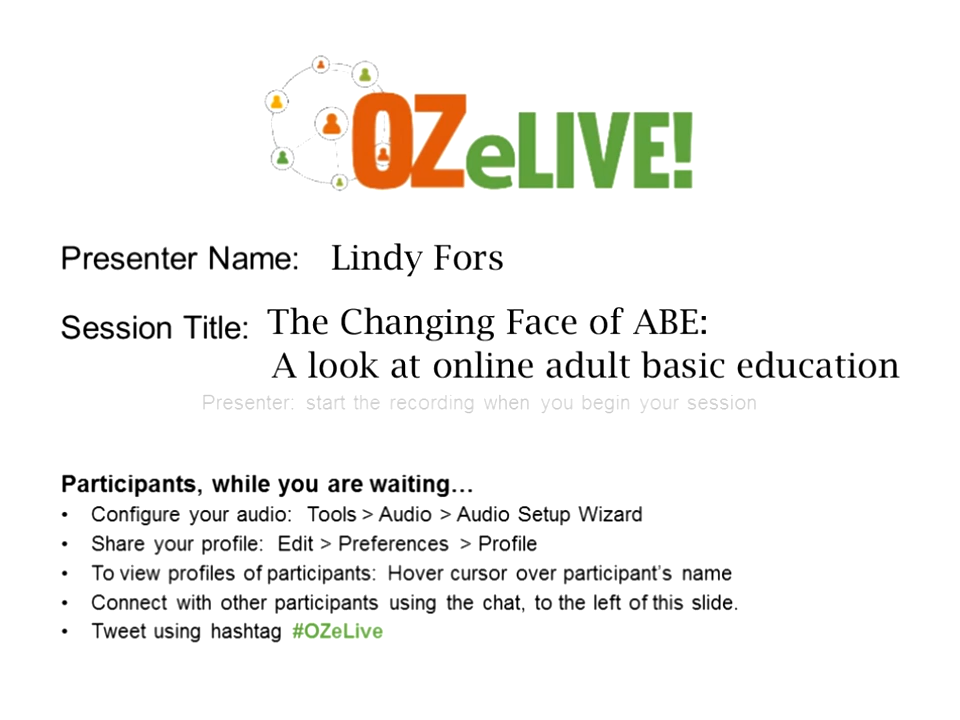 OZeLIVE!
Presenter Name: Lindy Fors
Session Title: The Changing Face of ABE:
A look at online adult basic education
Presenter: start the recording when you begin your session
Participants, while you are waiting…
• Configure your audio: Tools > Audio > Audio Setup Wizard
• Share your profile: Edit > Preferences > Profile
• To view profiles of participants: Hover cursor over participant's name
• Connect with other participants using the chat, to the left of this slide.
• Tweet using hashtag #OZeLive